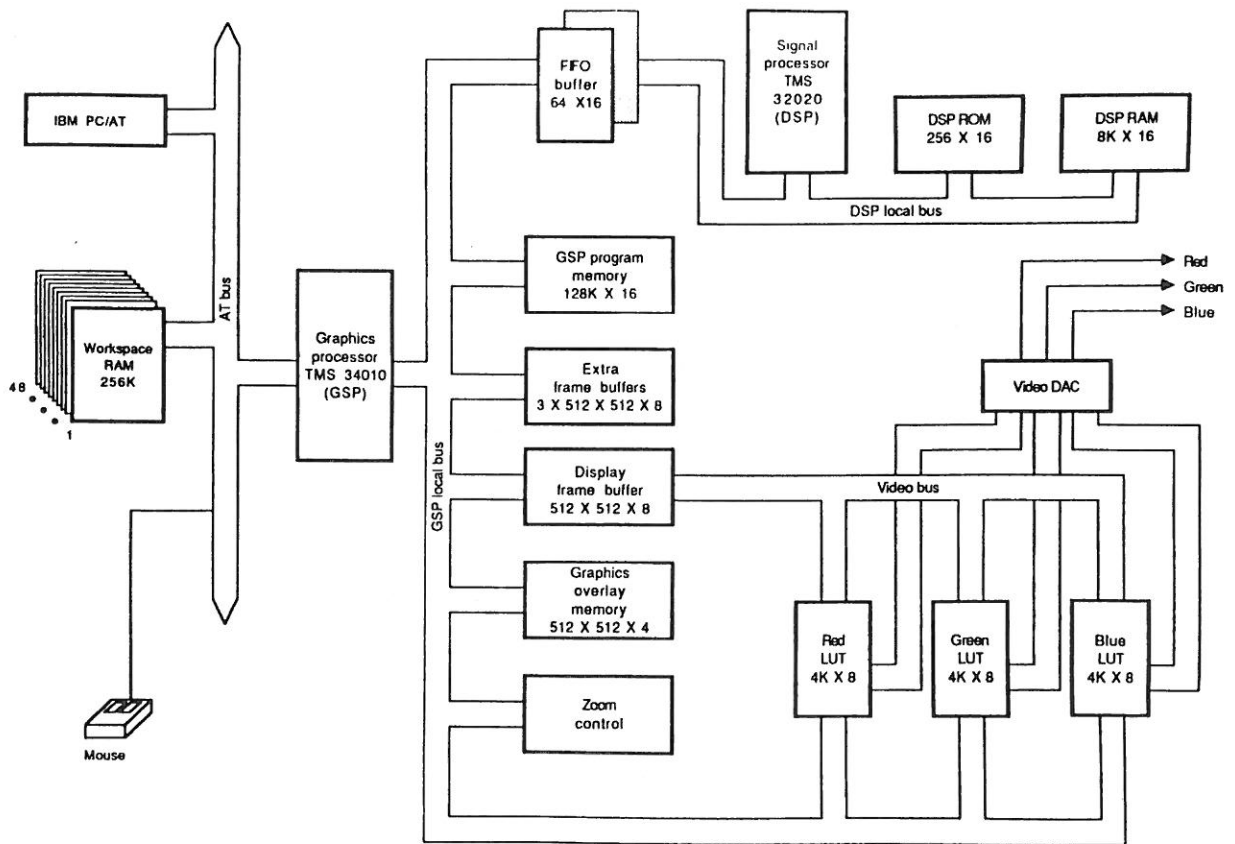 IBM PC/AT
AT bus
Workspace
RAM
256K
48
1
Mouse
Graphics
processor
TMS 34010
(GSP)
GSP local bus
FIFO
buffer
64 X16
Signal
processor
TMS
32020
(DSP)
DSP ROM
256 X 16
DSP RAM
8K X 16
DSP local bus
GSP program
memory
128K X 16
Extra
frame buffers
3 X 512 X 512 X 8
Display
frame buffer
512 X 512 X 8
Graphics
overlay
memory
512 X 512 X 4
Zoom
control
Red
Green
Blue
Video DAC
Video bus
Red
LUT
4K X 8
Green
LUT
4K X 8
Blue
LUT
4K X 8